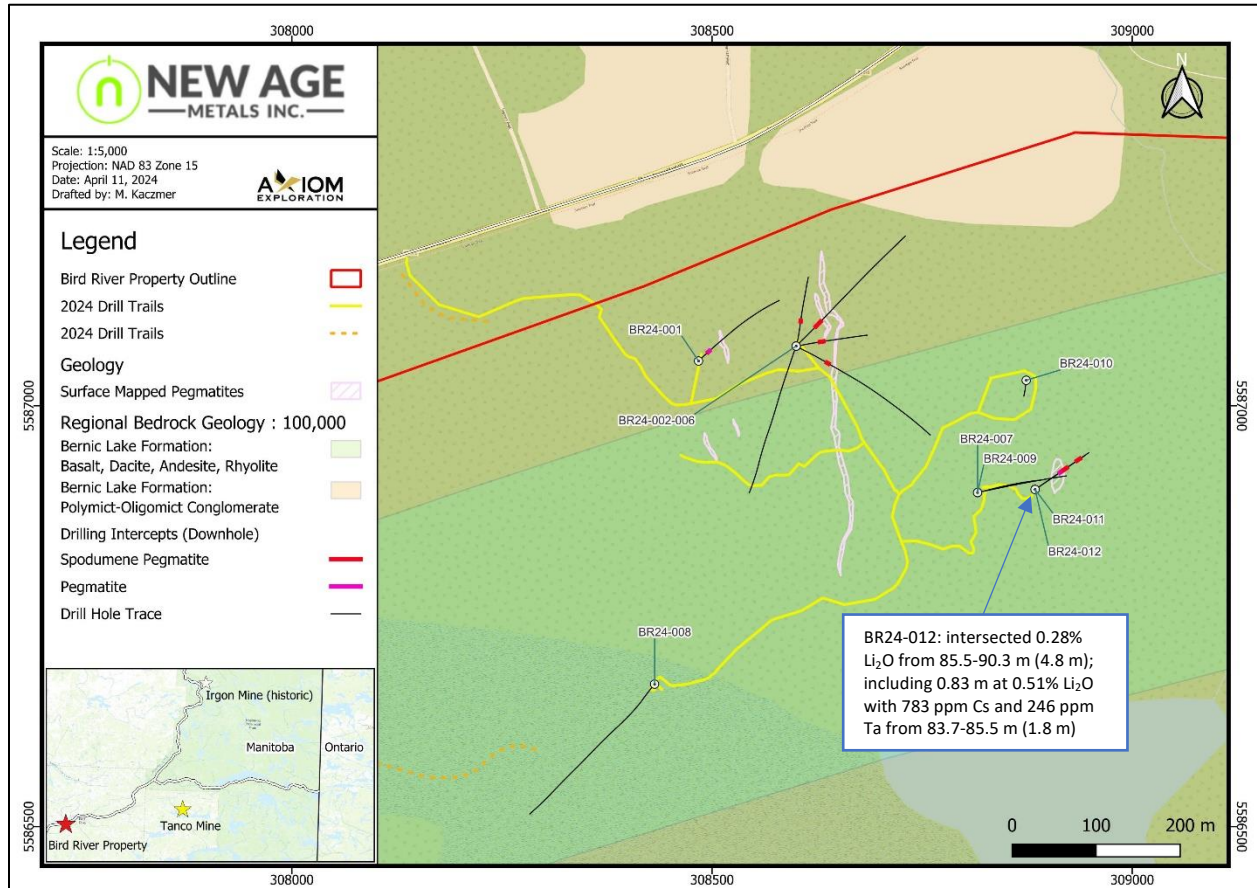 308000
308500
309000
n NEW AGE
METALS INC.
Scale: 1:5,000
Projection: NAD 83 Zone 15
Date: April 11, 2024
Drafted by: M. Kaczmer
AXIOM
EXPLORATION
Legend
Bird River Property Outline
2024 Drill Trails
2024 Drill Trails
Geology
Surface Mapped Pegmatites
Regional Bedrock Geology : 100,000
Bernic Lake Formation:
Basalt, Dacite, Andesite, Rhyolite
Bernic Lake Formation:
Polymict-Oligomict Conglomerate
Drilling Intercepts (Downhole)
Spodumene Pegmatite
Pegmatite
Drill Hole Trace
Irgon Mine (historic)
Manitoba
Ontario
Tanco Mine
Bird River Property
N
BR24-001
BR24-002-006
BR24-010
BR24-007
BR24-009
BR24-011
BR24-012
BR24-008
BR24-012: intersected 0.28%
Li₂O from 85.5-90.3 m (4.8 m);
including 0.83 m at 0.51% Li₂O
with 783 ppm Cs and 246 ppm
Ta from 83.7-85.5 m (1.8 m)
0 100 200 m
5587000
5587000
5586500
5586500
308000
308500
309000